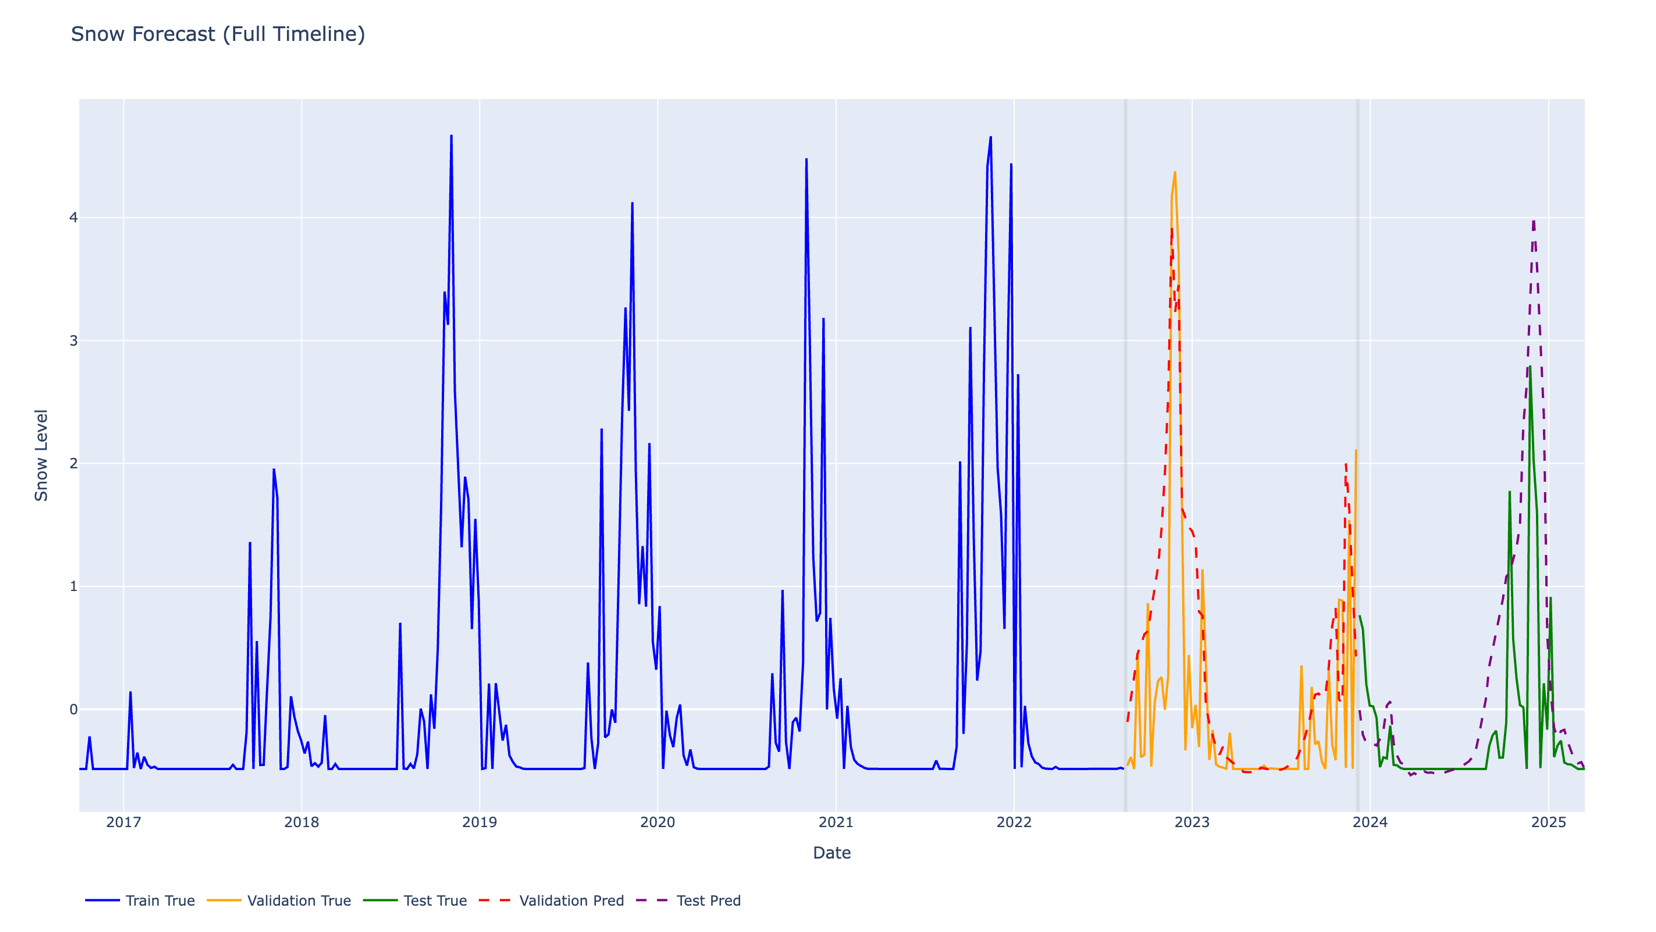 Snow Forecast (Full Timeline)
4
3
2
1
0
Snow Level
2017 2018 2019 2020 2021 2022 2023 2024 2025
Date
Train True Validation True Test True Validation Pred Test Pred